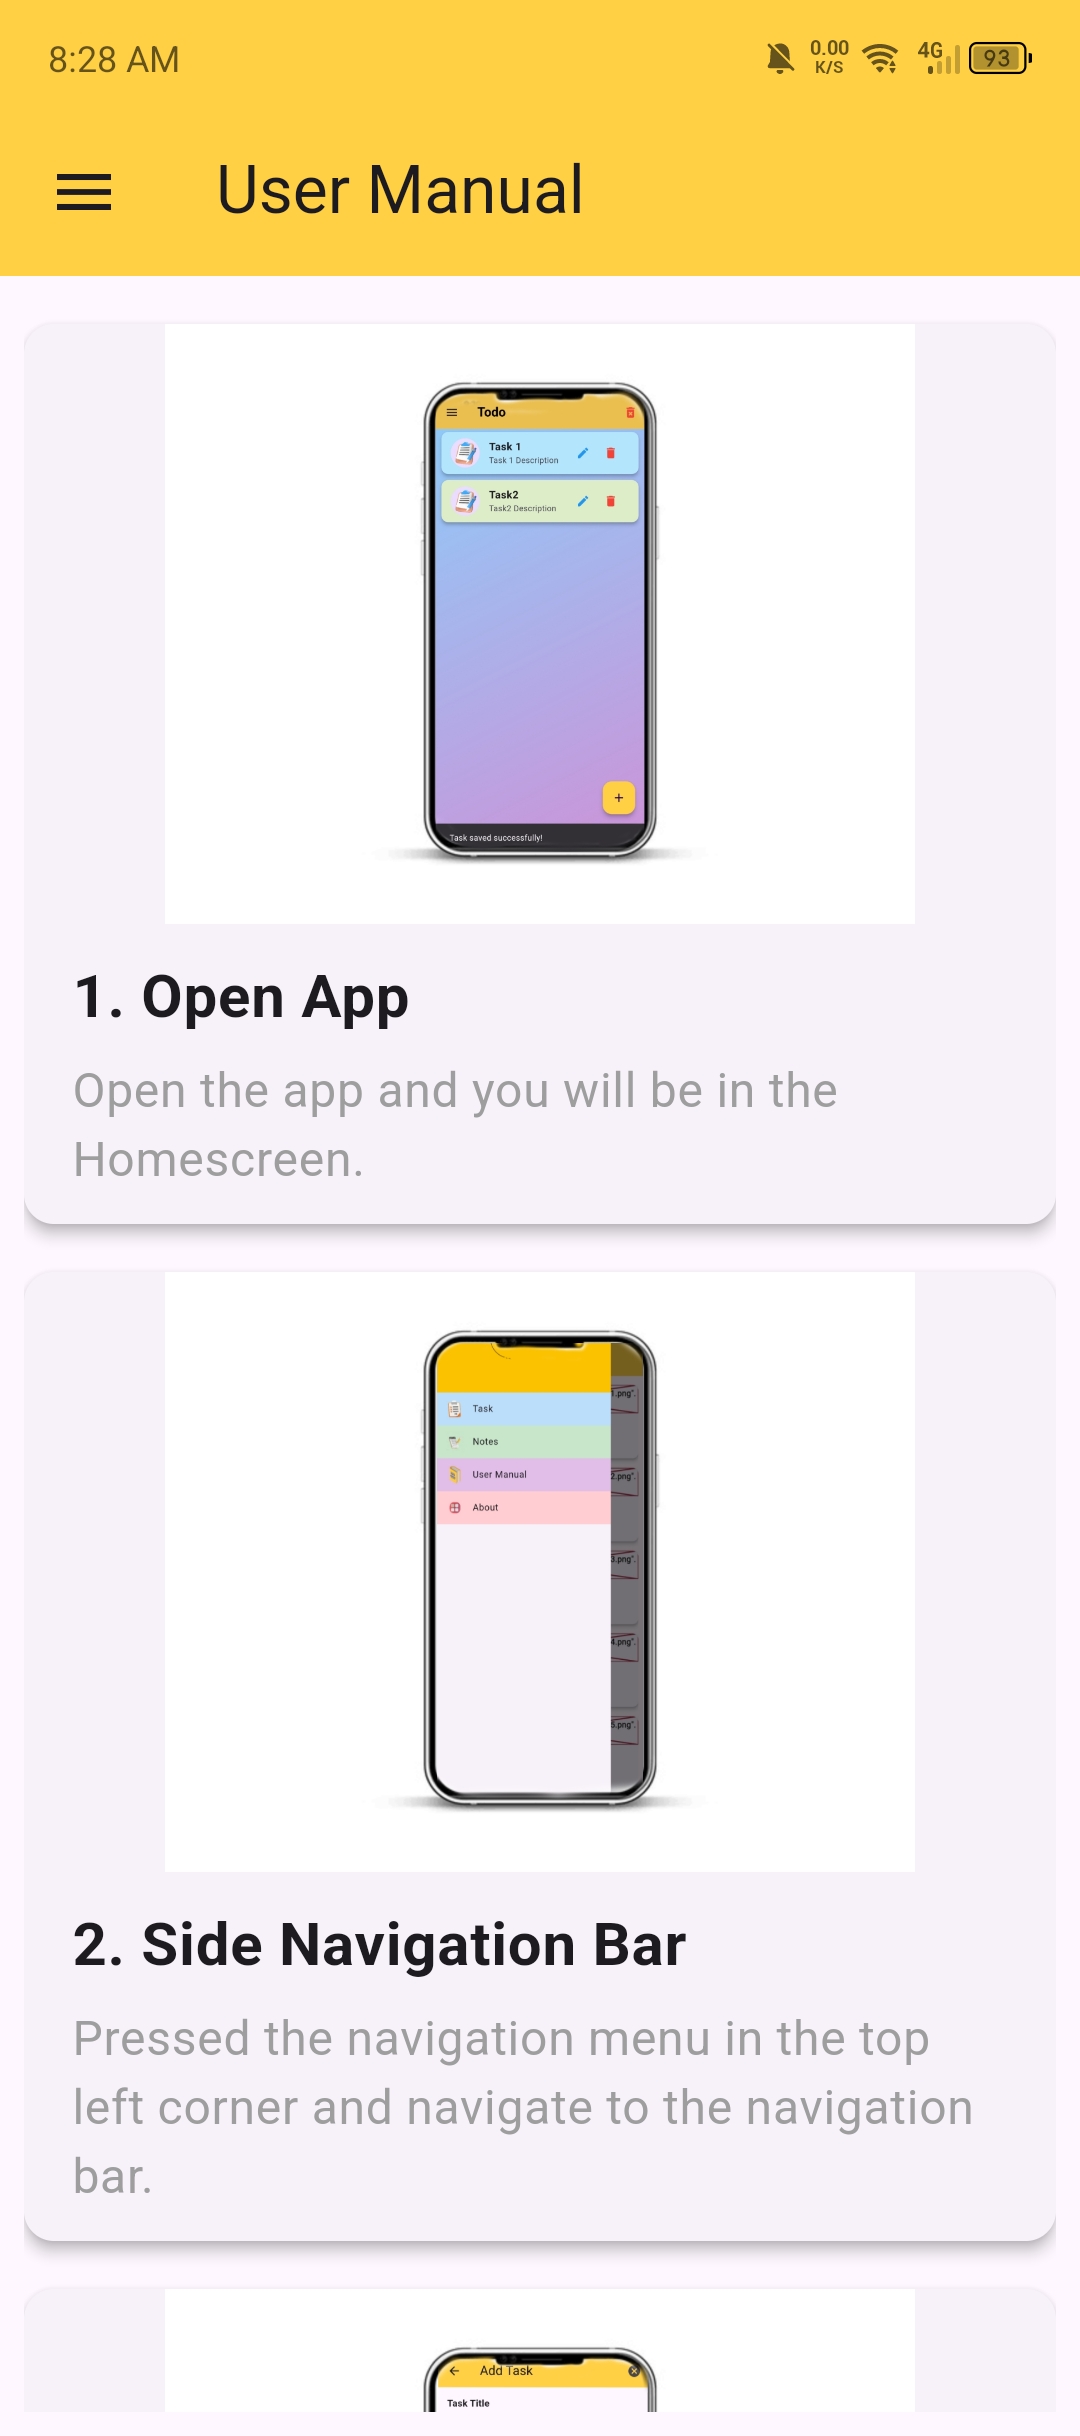 8:28 AM
0.00
K/S
4G
93
User Manual
Todo
Task 1
Task 1 Description
Task2
Task2 Description
+
Task saved successfully!
1. Open App
Open the app and you will be in the
Homescreen.
1.png".
Task
Notes
2.png".
User Manual
About
3.png".
4.png".
5.png".
2. Side Navigation Bar
Pressed the navigation menu in the top
left corner and navigate to the navigation
bar.
Add Task
Task Title